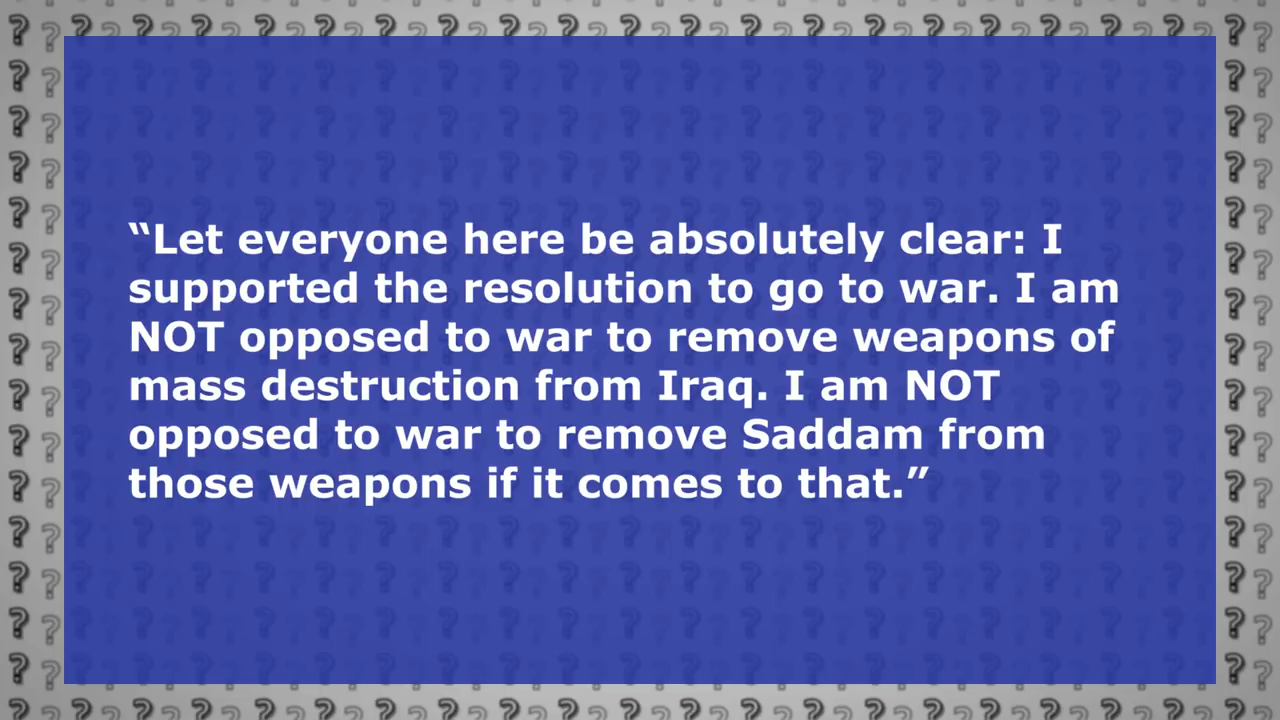 “Let everyone here be absolutely clear: I
supported the resolution to go to war. I am
NOT opposed to war to remove weapons of
mass destruction from Iraq. I am NOT
opposed to war to remove Saddam from
those weapons if it comes to that.”